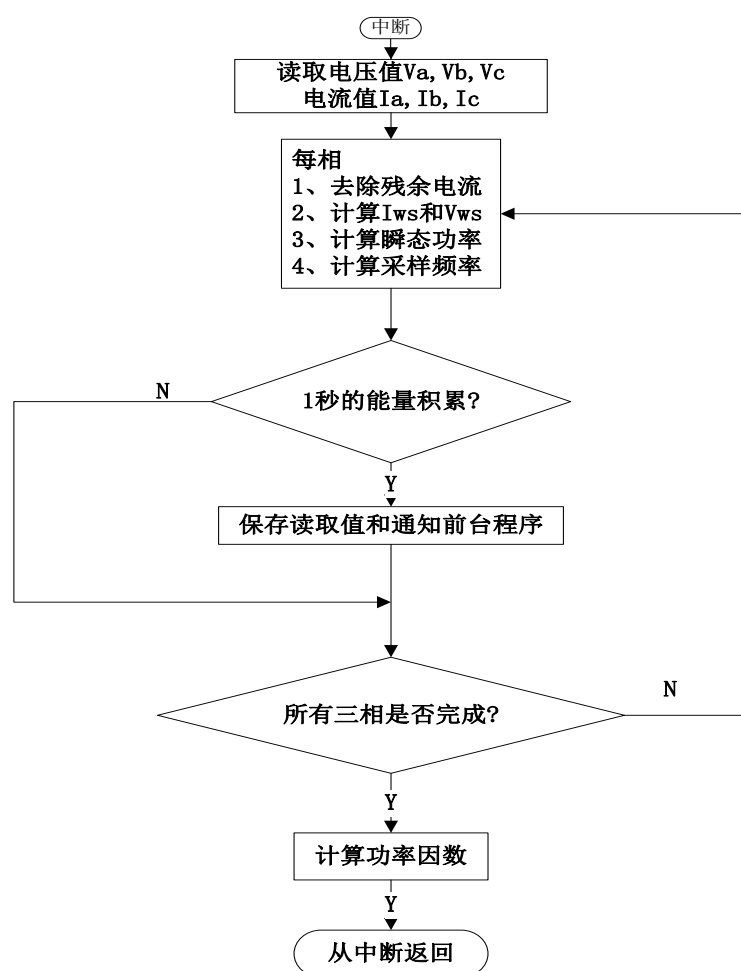 中断
读取电压值Va,Vb,Vc
电流值Ia,Ib,Ic
每相
1、去除残余电流
2、计算Iws和Vws
3、计算瞬态功率
4、计算采样频率
1秒的能量积累?
N
Y
保存读取值和通知前台程序
所有三相是否完成?
N
Y
计算功率因数
Y
从中断返回